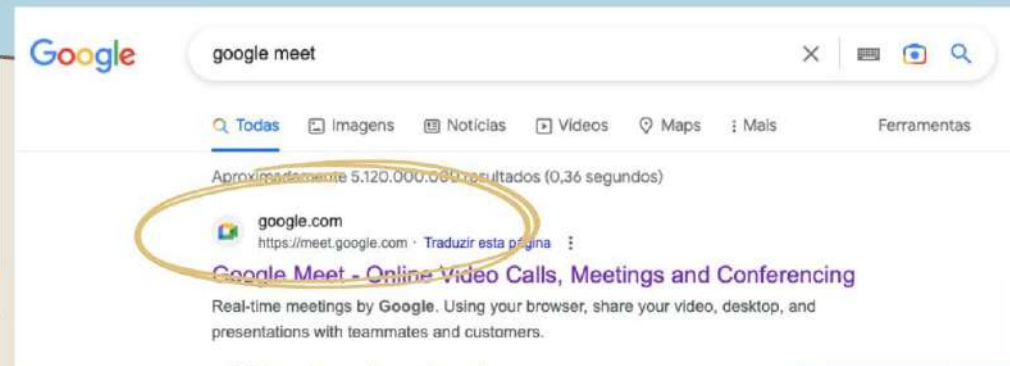 Google
google meet
Todas Imagens Notícias Vídeos Maps Mais Ferramentas
Aproximadamente 5.120.000.000 resultados (0,36 segundos)
google.com
https://meet.google.com · Traduzir esta página
Google Meet - Online Video Calls, Meetings and Conferencing
Real-time meetings by Google. Using your browser, share your video, desktop, and
presentations with teammates and customers.